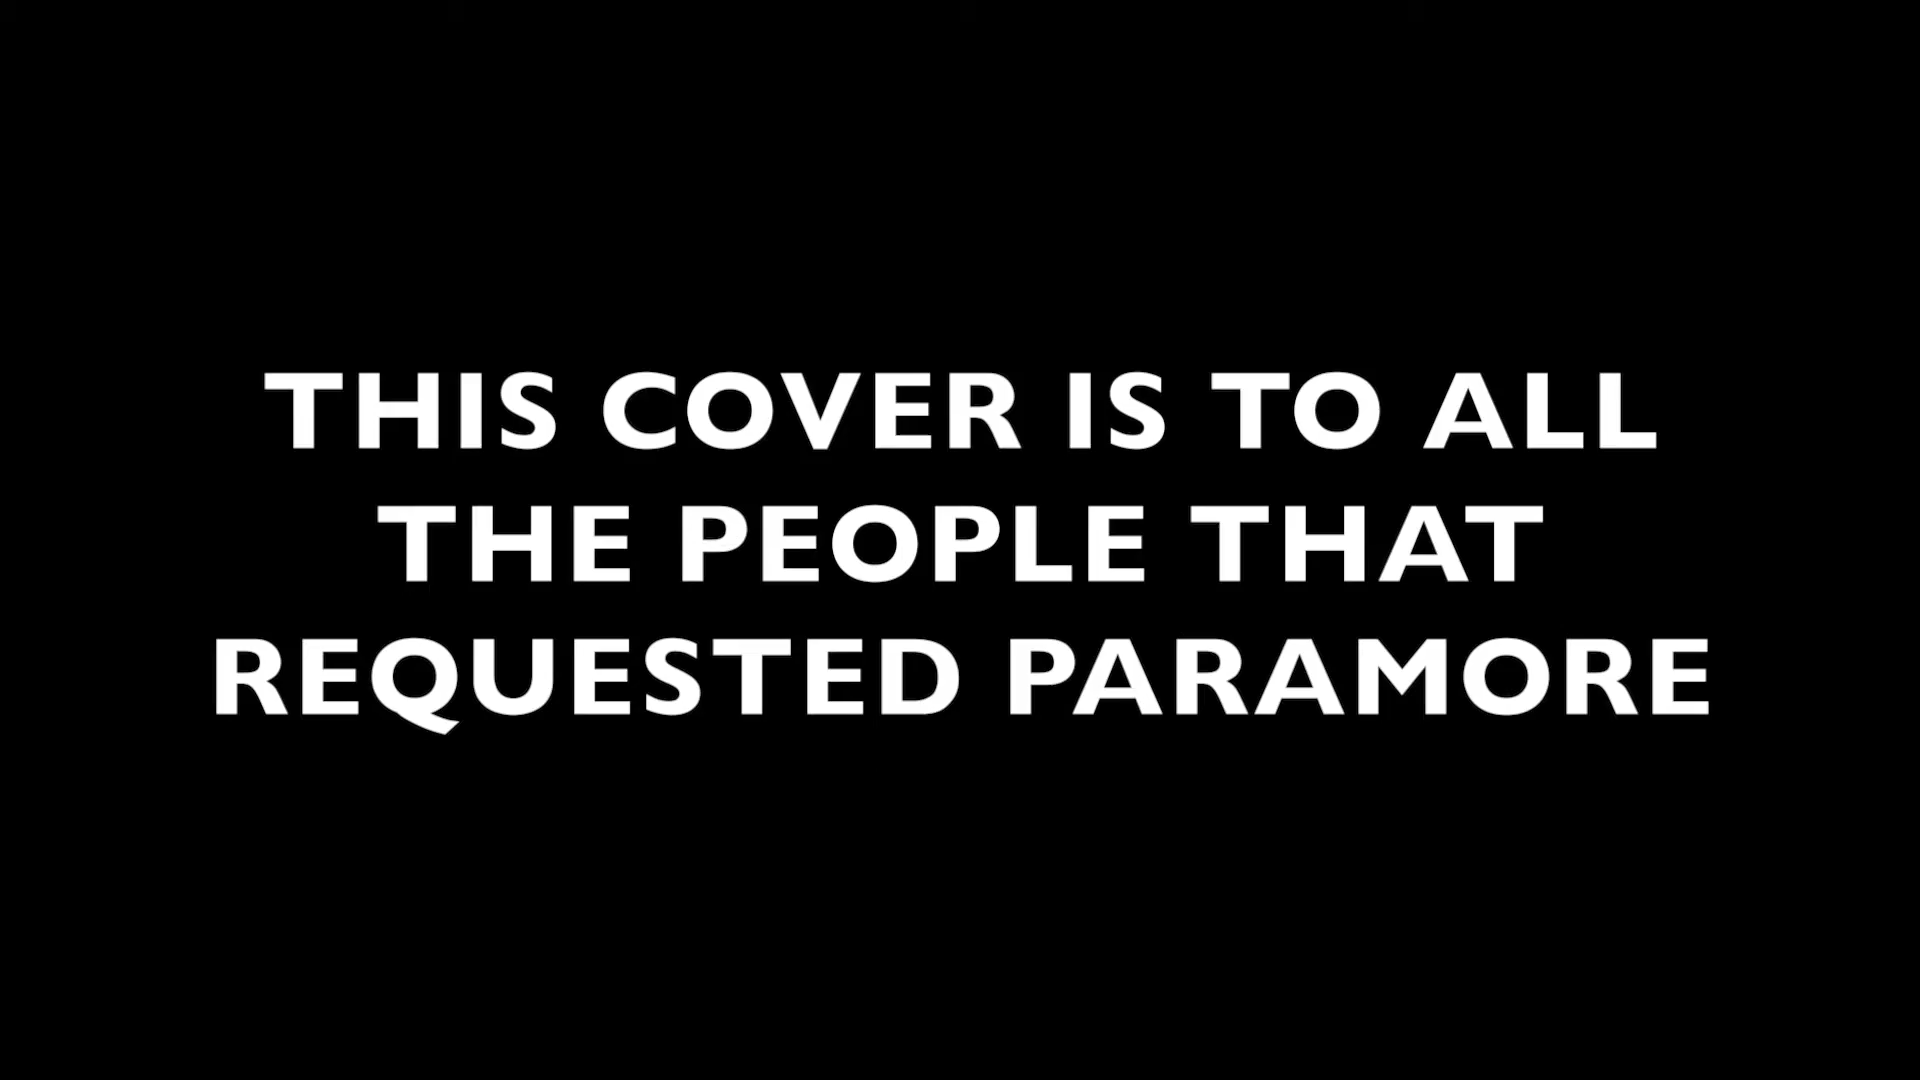 THIS COVER IS TO ALL
THE PEOPLE THAT
REQUESTED PARAMORE